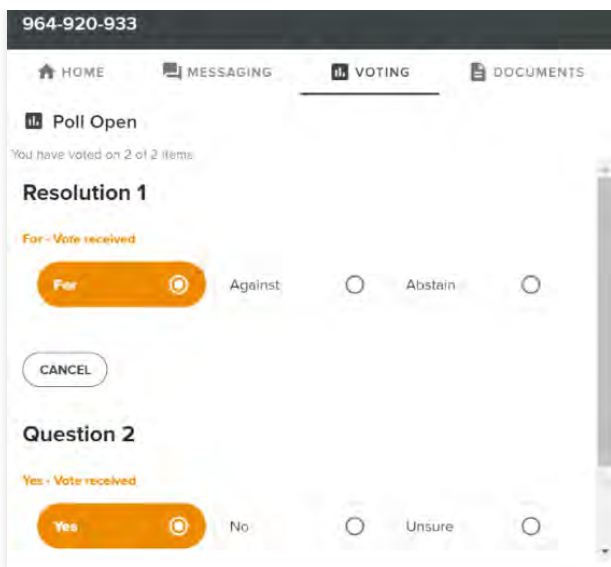 964-920-933
HOME MESSAGING VOTING DOCUMENTS
Poll Open
You have voted on 2 of 2 items
Resolution 1
For - Vote received
For Against Abstain
CANCEL
Question 2
Yes - Vote received
Yes No Unsure